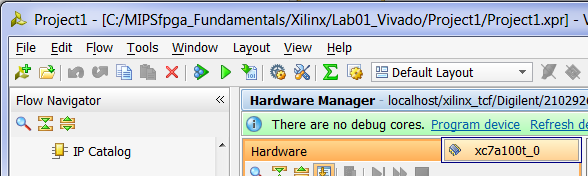 Project1 - [C:/MIPSfpga_Fundamentals/Xilinx/Lab01_Vivado/Project1/Project1.xpr] -
File Edit Flow Tools Window Layout View Help
Default Layout
Flow Navigator
Hardware Manager - localhost/xilinx_tcf/Digilent/210292
There are no debug cores. Program device Refresh de
Hardware
xc7a100t_0
IP Catalog